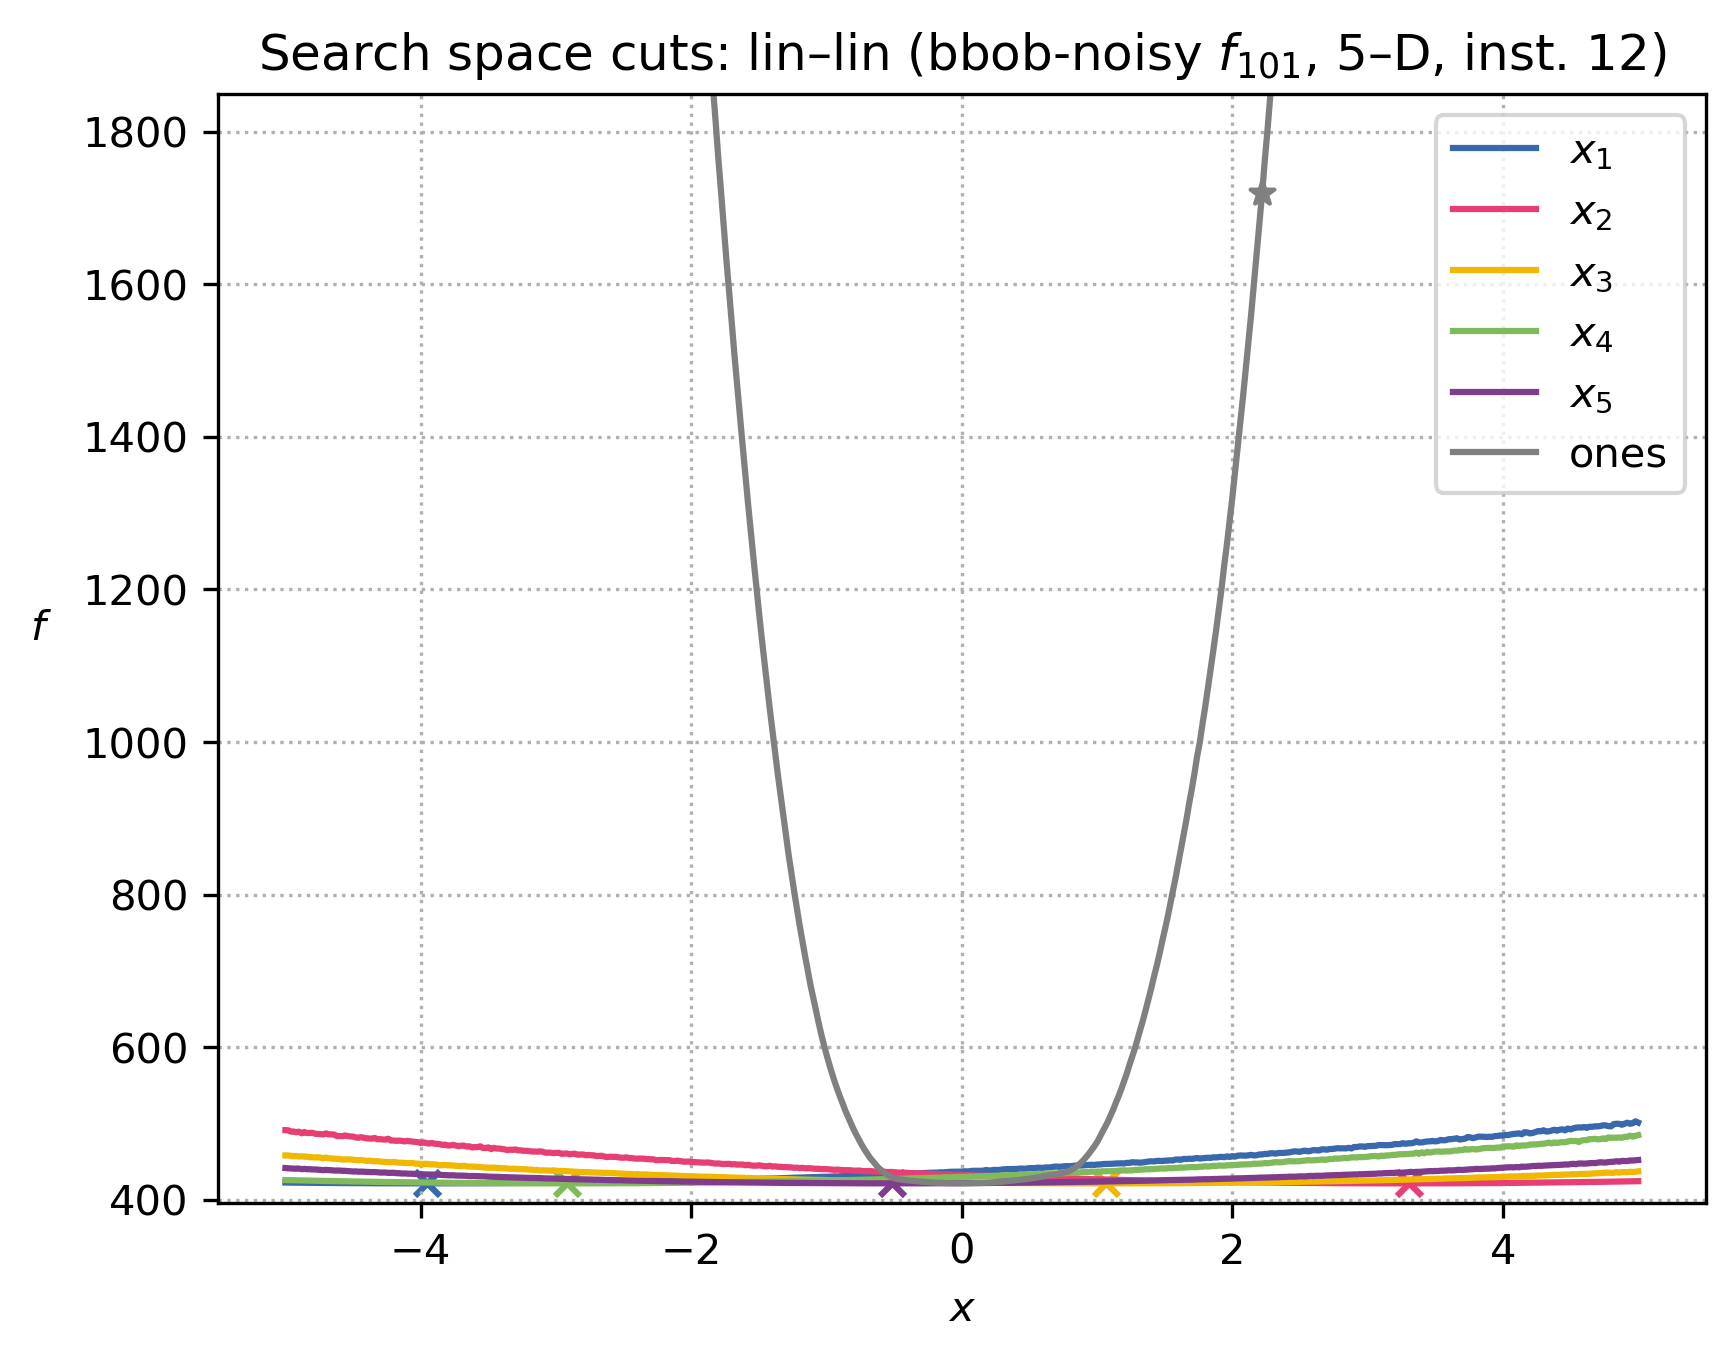 Search space cuts: lin–lin (bbob-noisy f₁₀₁, 5–D, inst. 12)
1800
1600
1400
1200
1000
800
600
400
f
−4
−2
0
2
4
x
x₁
x₂
x₃
x₄
x₅
ones